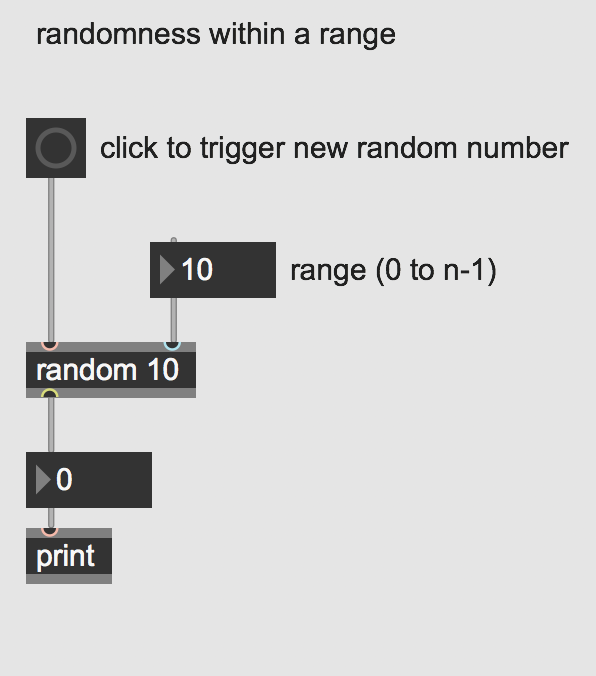 randomness within a range
click to trigger new random number
10
range (0 to n-1)
random 10
0
print